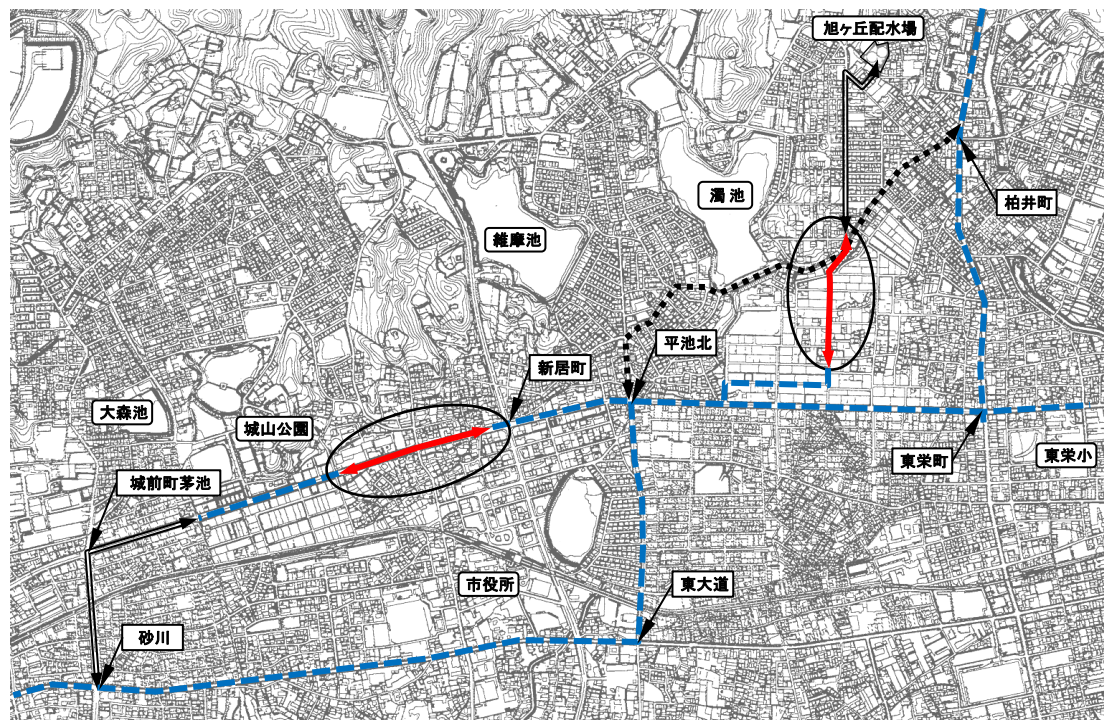 旭ヶ丘配水場
濁池
柏井町
維摩池
平池北
新居町
大森池
城山公園
東栄町
東栄小
城前町茅池
市役所
東大道
砂川